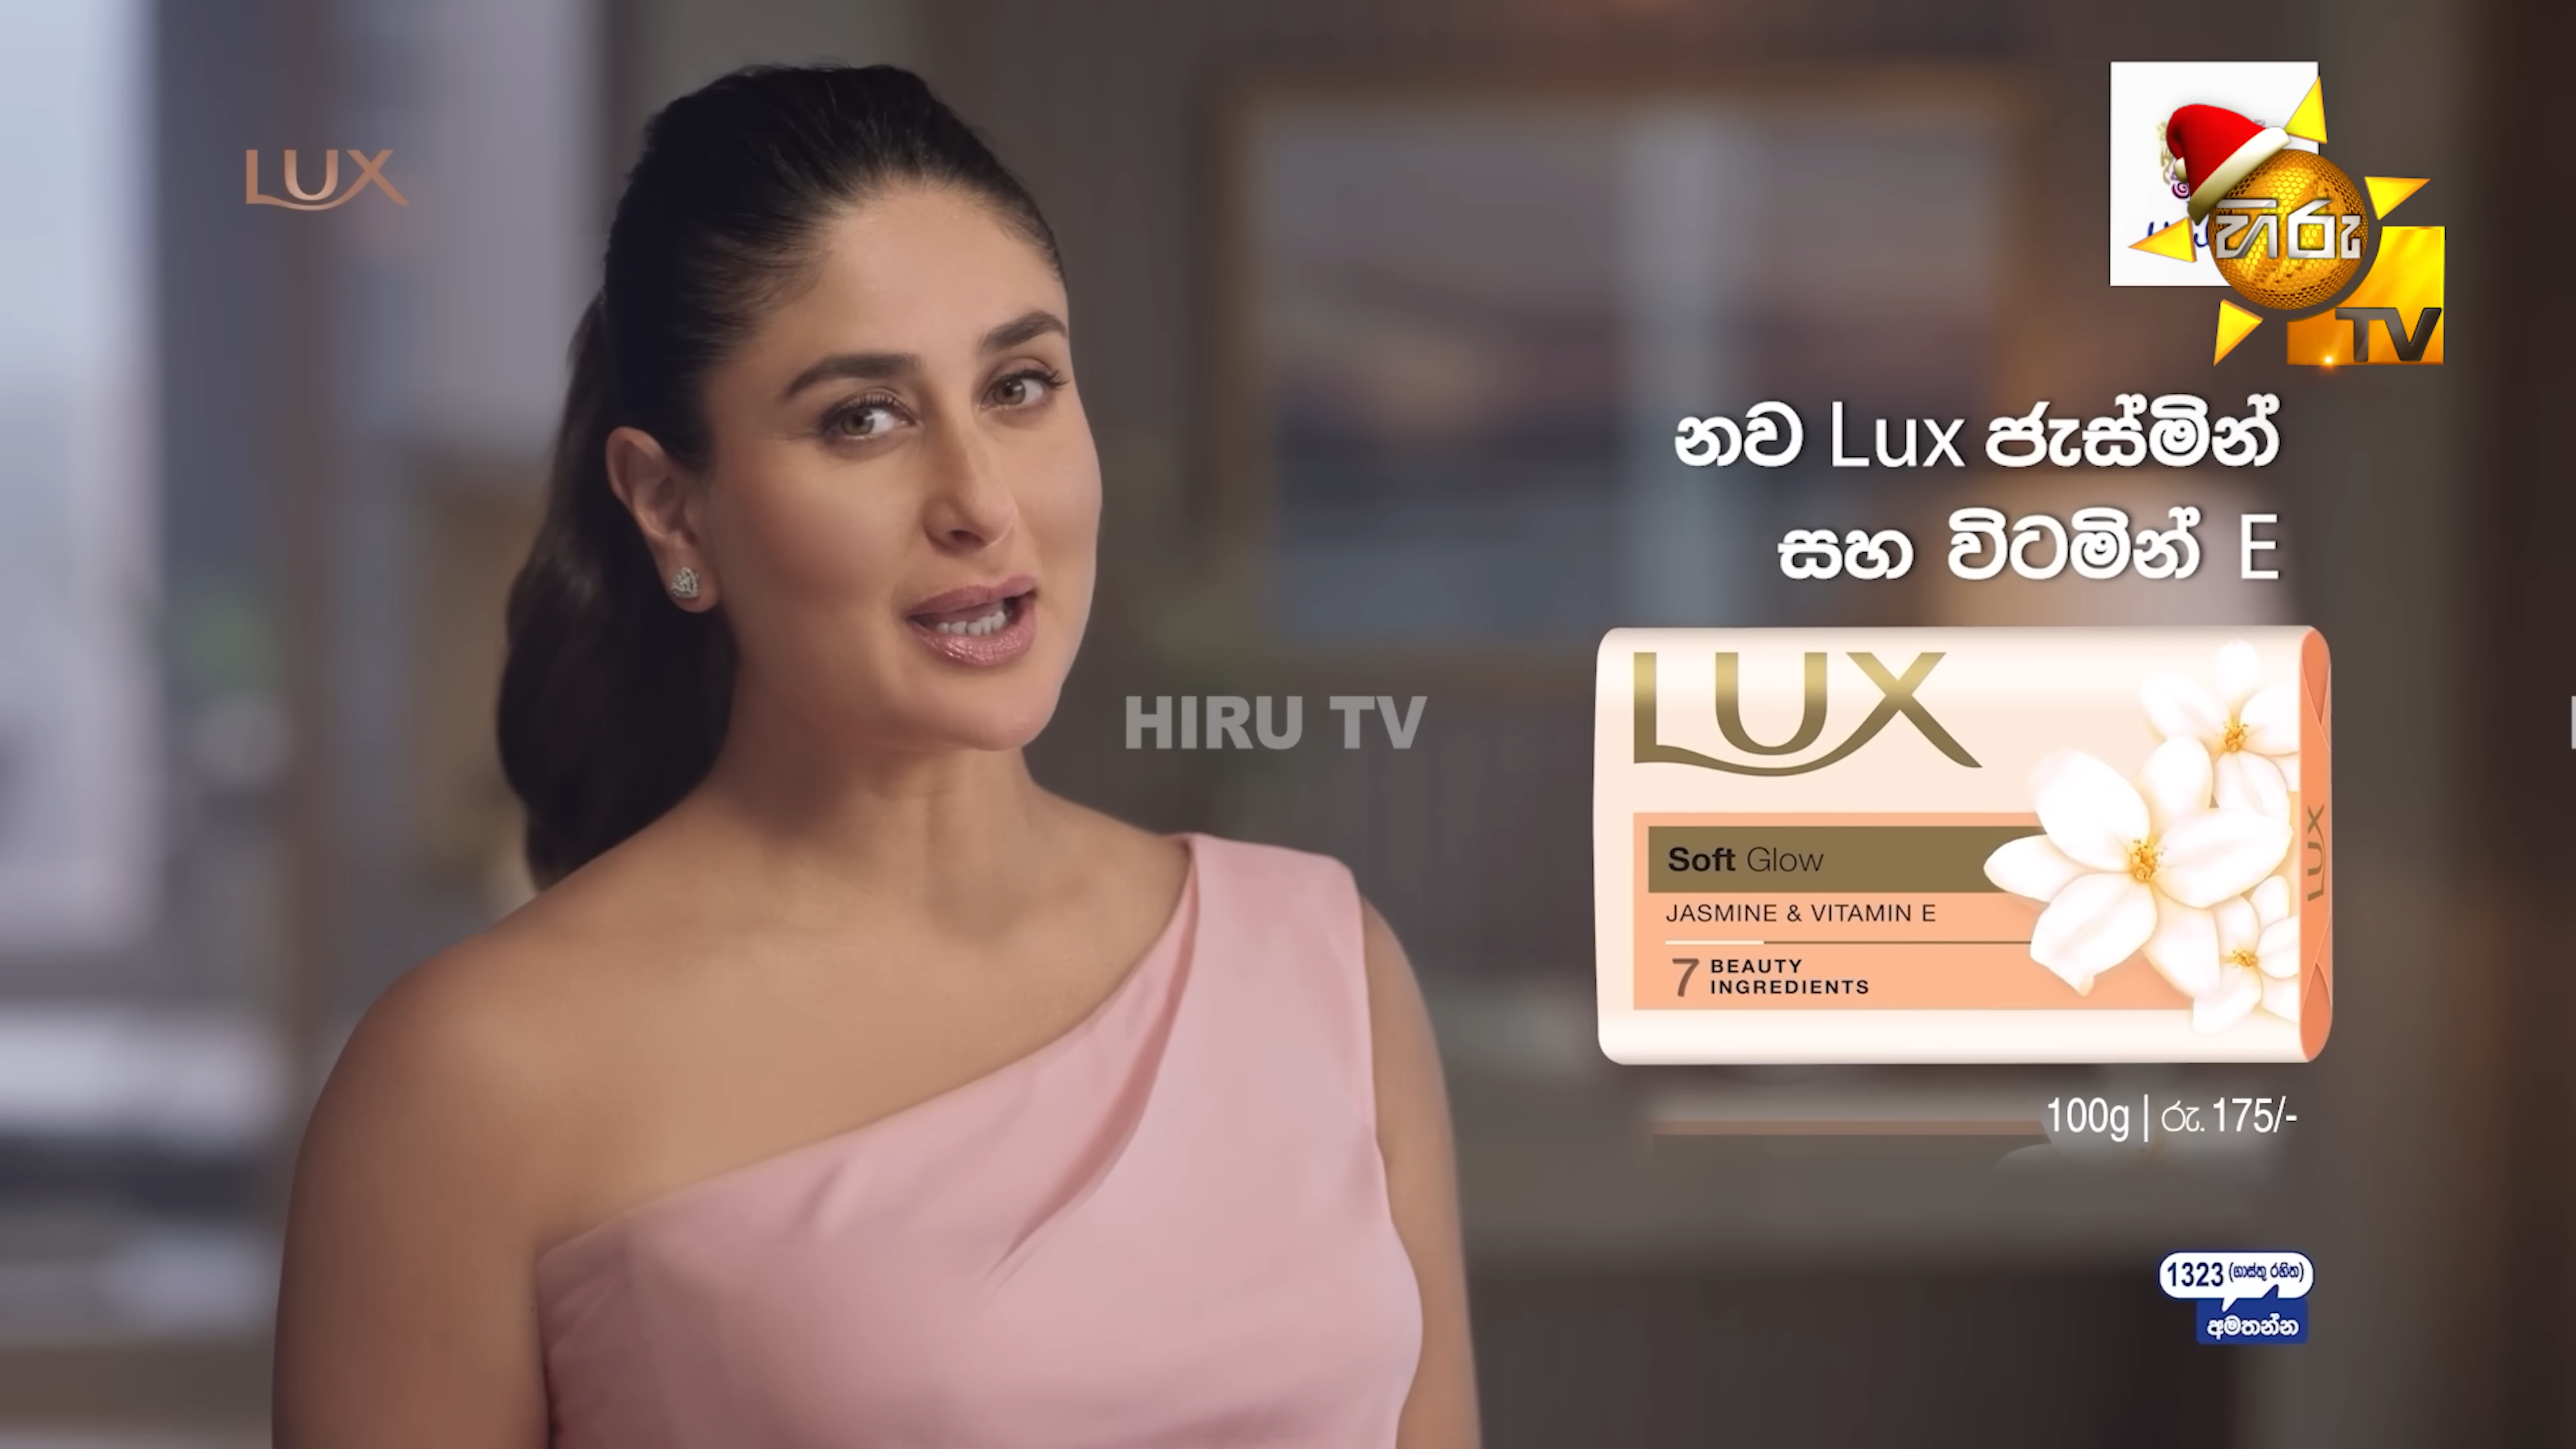 LUX
හිරු
TV
නව Lux ජැස්මින්
සහ විටමින් E
HIRU TV
LUX
Soft Glow
JASMINE & VITAMIN E
7 BEAUTY
INGREDIENTS
LUX
100g | රු. 175/-
1323 (ගාස්තු රහිත)
අමතන්න